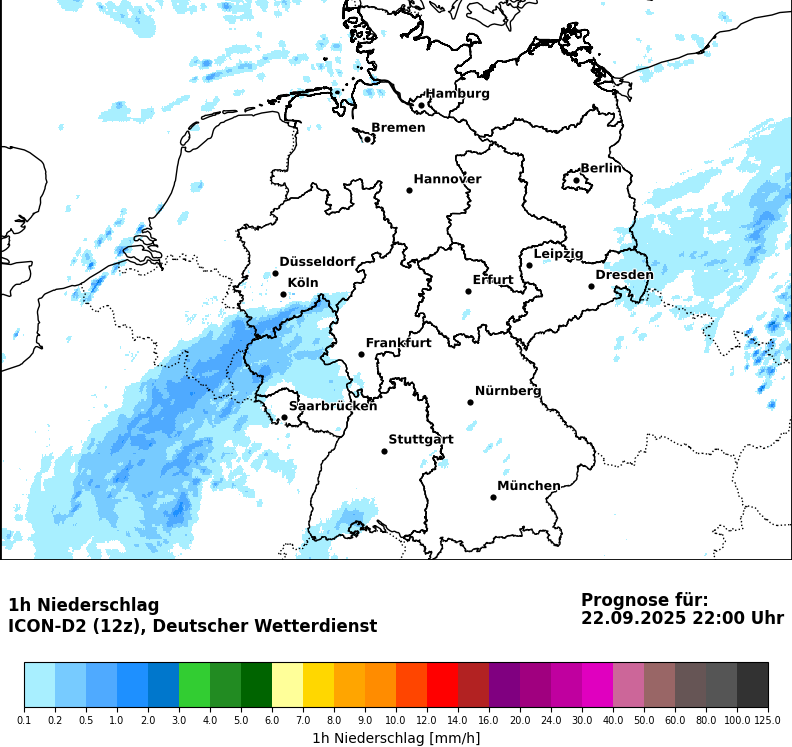 Hamburg
Bremen
Berlin
Hannover
Leipzig
Düsseldorf
Dresden
Köln
Erfurt
Frankfurt
Nürnberg
Saarbrücken
Stuttgart
München
1h Niederschlag
ICON-D2 (12z), Deutscher Wetterdienst
Prognose für:
22.09.2025 22:00 Uhr
0.1 0.2 0.5 1.0 2.0 3.0 4.0 5.0 6.0 7.0 8.0 9.0 10.0 12.0 14.0 16.0 20.0 24.0 30.0 40.0 50.0 60.0 80.0 100.0 125.0
1h Niederschlag [mm/h]